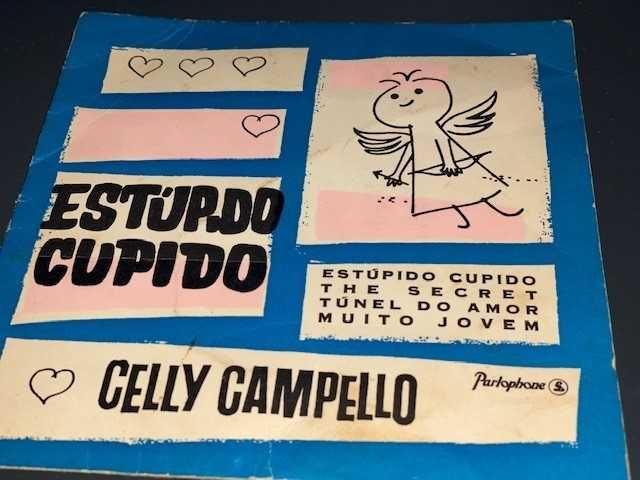 ESTÚPIDO
CUPIDO
ESTÚPIDO CUPIDO
THE SECRET
TÚNEL DO AMOR
MUITO JOVEM
CELLY CAMPELLO
Parlophone